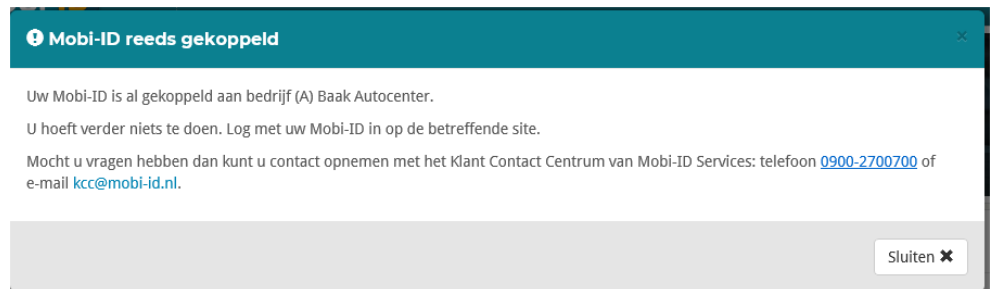 Mobi-ID reeds gekoppeld
Uw Mobi-ID is al gekoppeld aan bedrijf (A) Baak Autocenter.
U hoeft verder niets te doen. Log met uw Mobi-ID in op de betreffende site.
Mocht u vragen hebben dan kunt u contact opnemen met het Klant Contact Centrum van Mobi-ID Services: telefoon 0900-2700700 of
e-mail kcc@mobi-id.nl.
Sluiten ✖